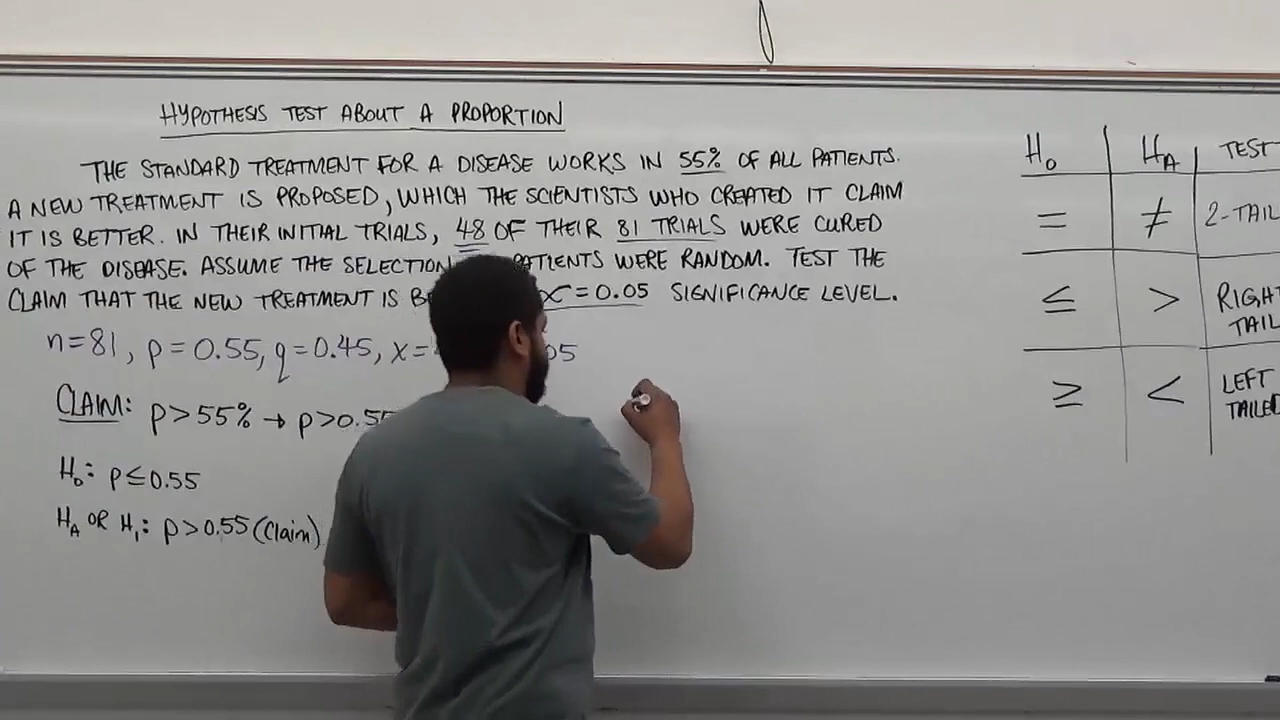 HYPOTHESIS TEST ABOUT A PROPORTION
THE STANDARD TREATMENT FOR A DISEASE WORKS IN 55% OF ALL PATIENTS.
A NEW TREATMENT IS PROPOSED, WHICH THE SCIENTISTS WHO CREATED IT CLAIM
IT IS BETTER. IN THEIR INITIAL TRIALS, 48 OF THEIR 81 TRIALS WERE CURED
OF THE DISEASE. ASSUME THE SELECTION PATIENTS WERE RANDOM. TEST THE
CLAIM THAT THE NEW TREATMENT IS α = 0.05 SIGNIFICANCE LEVEL.
n=81, p=0.55, q=0.45, x= 05
CLAIM: p>55% → p>0.55
H₀: p≤0.55
H_A OR H₁: p>0.55 (Claim)
H₀ H_A TEST
= ≠ 2-TAIL
≤ > RIGHT
TAIL
≥ < LEFT
TAILED